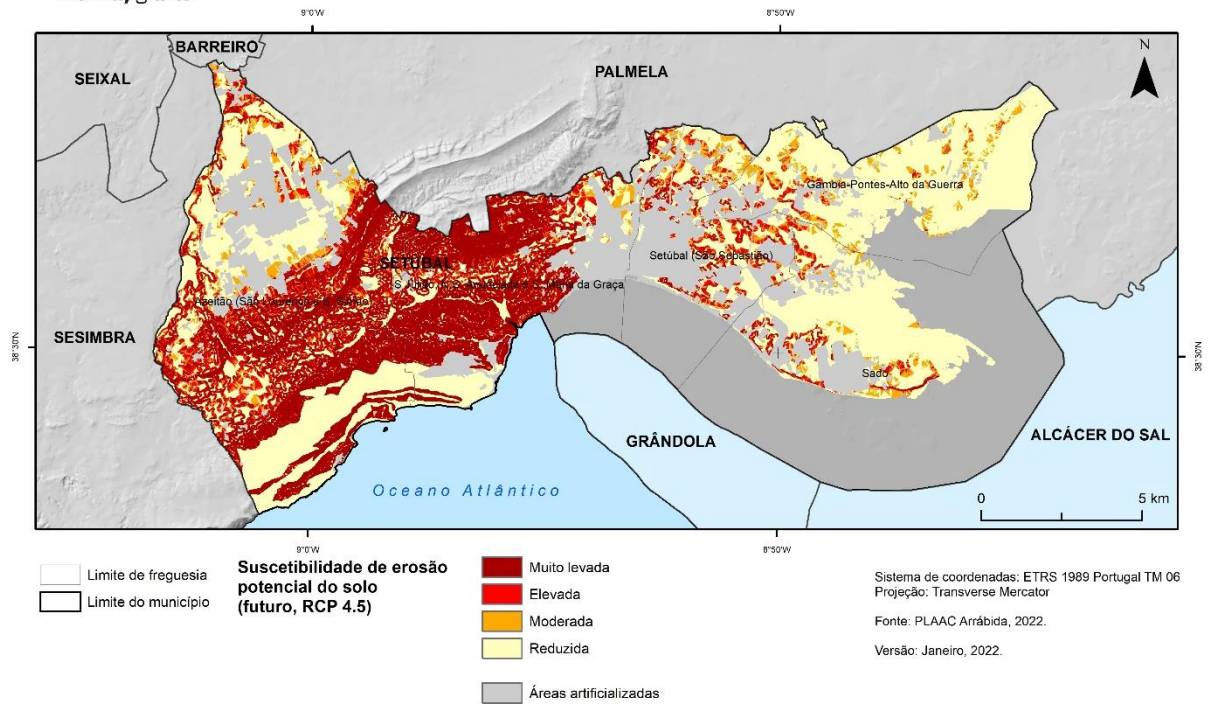 9°0'W
8°50'W
BARREIRO
SEIXAL
PALMELA
N
Gâmbia-Pontes-Alto da Guerra
SETÚBAL
Setúbal (São Sebastião)
da Graça
Azeitão (São Lourenço e S. Simão)
SESIMBRA
38°30'N
38°30'N
Sado
GRÂNDOLA
ALCÁCER DO SAL
Oceano Atlântico
0
5 km
9°0'W
8°50'W
Limite de freguesia
Limite do município
Suscetibilidade de erosão
potencial do solo
(futuro, RCP 4.5)
Muito levada
Elevada
Moderada
Reduzida
Áreas artificializadas
Sistema de coordenadas: ETRS 1989 Portugal TM 06
Projeção: Transverse Mercator
Fonte: PLAAC Arrábida, 2022.
Versão: Janeiro, 2022.